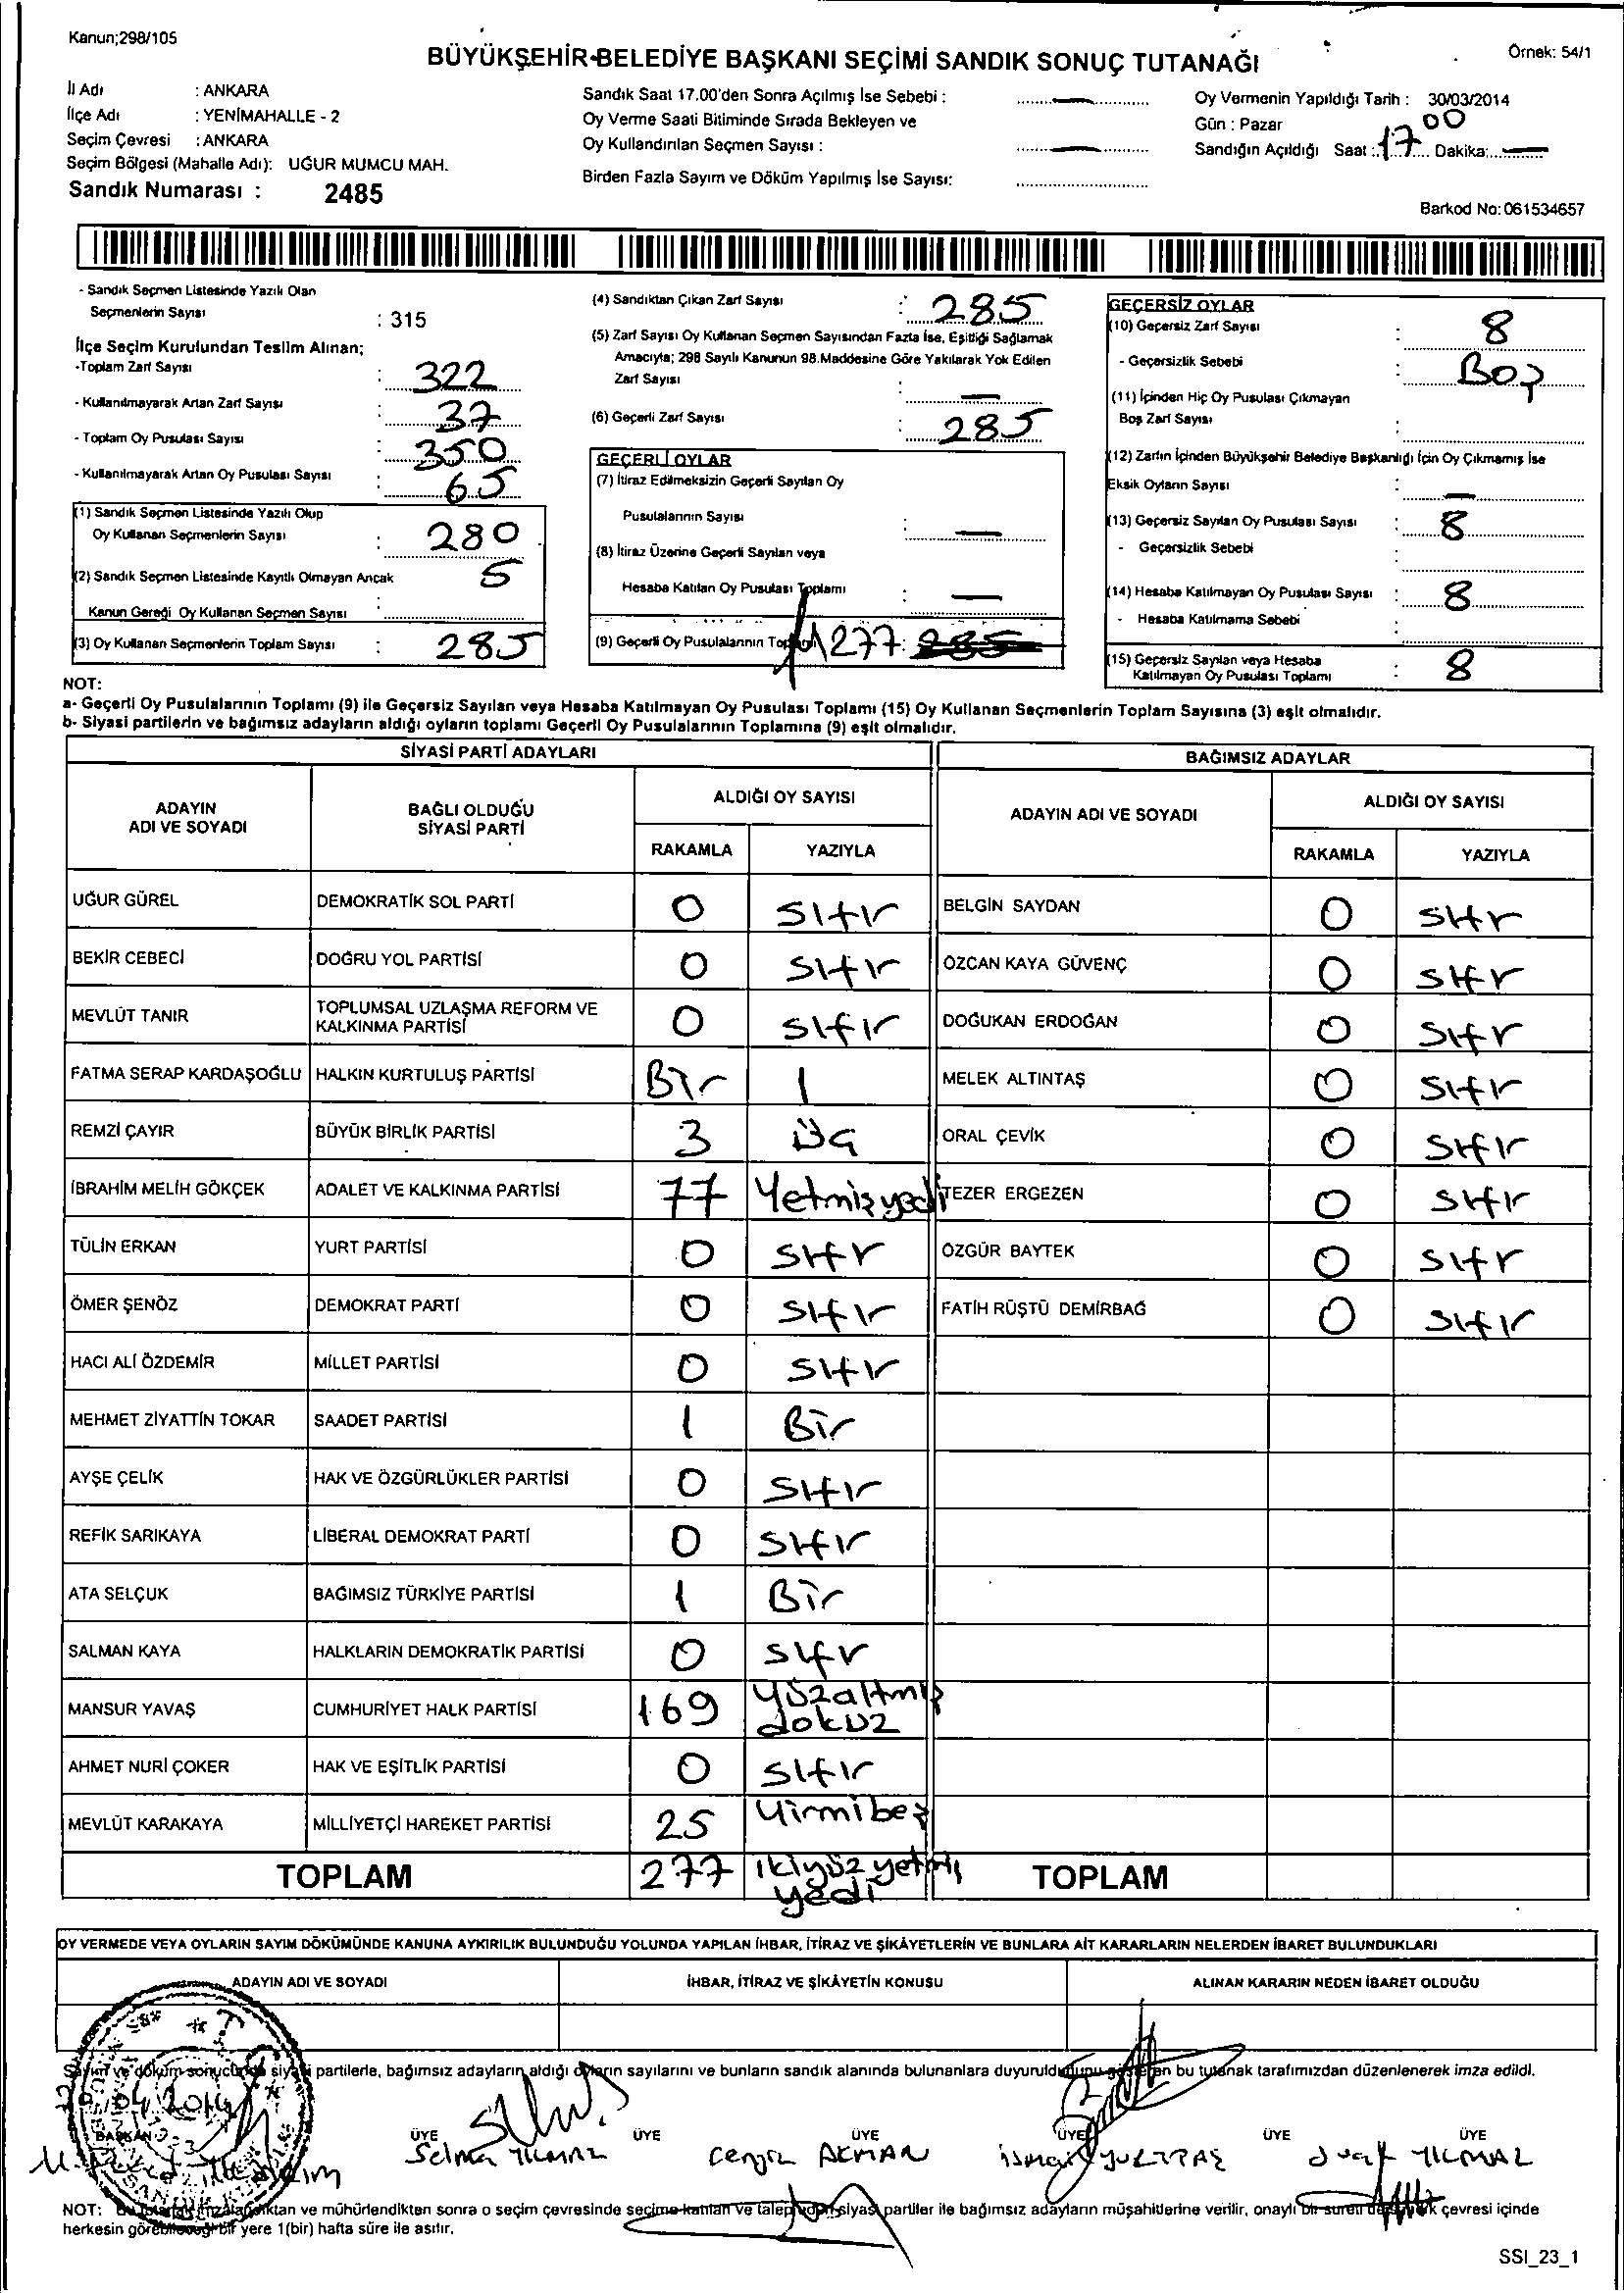 Kanun;298/105
BÜYÜKŞEHİR BELEDİYE BAŞKANI SEÇİMİ SANDIK SONUÇ TUTANAĞI
Örnek: 54/1
İl Adı : ANKARA
İlçe Adı : YENİMAHALLE - 2
Seçim Çevresi : ANKARA
Seçim Bölgesi (Mahalle Adı): UĞUR MUMCU MAH.
Sandık Numarası : 2485
Sandık Saat 17.00'den Sonra Açılmış İse Sebebi : —
Oy Verme Saati Bitiminde Sırada Bekleyen ve
Oy Kullandırılan Seçmen Sayısı : —
Birden Fazla Sayım ve Döküm Yapılmış İse Sayısı:
Oy Vermenin Yapıldığı Tarih : 30/03/2014
Gün : Pazar
Sandığın Açıldığı Saat : 17 00 Dakika: —
Barkod No: 061534657
- Sandık Seçmen Listesinde Yazılı Olan
Seçmenlerin Sayısı : 315
İlçe Seçim Kurulundan Teslim Alınan;
-Toplam Zarf Sayısı : 322
- Kullanılmayarak Artan Zarf Sayısı : 37
- Toplam Oy Pusulası Sayısı : 350
- Kullanılmayarak Artan Oy Pusulası Sayısı : 65
(1) Sandık Seçmen Listesinde Yazılı Olup
Oy Kullanan Seçmenlerin Sayısı : 280
(2) Sandık Seçmen Listesinde Kayıtlı Olmayan Ancak
Kanun Gereği Oy Kullanan Seçmen Sayısı : 5
(3) Oy Kullanan Seçmenlerin Toplam Sayısı : 285
(4) Sandıktan Çıkan Zarf Sayısı : 285
(5) Zarf Sayısı Oy Kullanan Seçmen Sayısından Fazla İse, Eşitliği Sağlamak
Amacıyla; 298 Sayılı Kanunun 98.Maddesine Göre Yakılarak Yok Edilen
Zarf Sayısı : —
(6) Geçerli Zarf Sayısı : 285
GEÇERLİ OYLAR
(7) İtiraz Edilmeksizin Geçerli Sayılan Oy
Pusulalarının Sayısı : —
(8) İtiraz Üzerine Geçerli Sayılan veya
Hesaba Katılan Oy Pusulası Toplamı : —
(9) Geçerli Oy Pusulalarının Toplamı 277 : 285
GEÇERSİZ OYLAR
(10) Geçersiz Zarf Sayısı : 8
- Geçersizlik Sebebi : Boş
(11) İçinden Hiç Oy Pusulası Çıkmayan
Boş Zarf Sayısı :
(12) Zarfın İçinden Büyükşehir Belediye Başkanlığı İçin Oy Çıkmamış İse
Eksik Oyların Sayısı : —
(13) Geçersiz Sayılan Oy Pusulası Sayısı : 8
- Geçersizlik Sebebi :
(14) Hesaba Katılmayan Oy Pusulası Sayısı : 8
- Hesaba Katılmama Sebebi :
(15) Geçersiz Sayılan veya Hesaba
Katılmayan Oy Pusulası Toplamı : 8
NOT:
a- Geçerli Oy Pusulalarının Toplamı (9) ile Geçersiz Sayılan veya Hesaba Katılmayan Oy Pusulası Toplamı (15) Oy Kullanan Seçmenlerin Toplam Sayısına (3) eşit olmalıdır.
b- Siyasi partilerin ve bağımsız adayların aldığı oyların toplamı Geçerli Oy Pusulalarının Toplamına (9) eşit olmalıdır.
SİYASİ PARTİ ADAYLARI BAĞIMSIZ ADAYLAR
ADAYIN ADI VE SOYADI BAĞLI OLDUĞU SİYASİ PARTİ ALDIĞI OY SAYISI ADAYIN ADI VE SOYADI ALDIĞI OY SAYISI
RAKAMLA YAZIYLA RAKAMLA YAZIYLA
UĞUR GÜREL DEMOKRATİK SOL PARTİ 0 sıfır BELGİN SAYDAN 0 sıfr
BEKİR CEBECİ DOĞRU YOL PARTİSİ 0 sıfır ÖZCAN KAYA GÜVENÇ 0 sıfr
MEVLÜT TANIR TOPLUMSAL UZLAŞMA REFORM VE KALKINMA PARTİSİ 0 sıfır DOĞUKAN ERDOĞAN 0 sıfr
FATMA SERAP KARDAŞOĞLU HALKIN KURTULUŞ PARTİSİ Bir 1 MELEK ALTINTAŞ 0 sıfır
REMZİ ÇAYIR BÜYÜK BİRLİK PARTİSİ 3 üç ORAL ÇEVİK 0 sıfır
İBRAHİM MELİH GÖKÇEK ADALET VE KALKINMA PARTİSİ 77 Yetmiş yedi TEZER ERGEZEN 0 sıfır
TÜLİN ERKAN YURT PARTİSİ 0 sıfr ÖZGÜR BAYTEK 0 sıfr
ÖMER ŞENÖZ DEMOKRAT PARTİ 0 sıfır FATİH RÜŞTÜ DEMİRBAĞ 0 sıfır
HACI ALİ ÖZDEMİR MİLLET PARTİSİ 0 sıfır
MEHMET ZİYATTİN TOKAR SAADET PARTİSİ 1 Bir
AYŞE ÇELİK HAK VE ÖZGÜRLÜKLER PARTİSİ 0 sıfır
REFİK SARIKAYA LİBERAL DEMOKRAT PARTİ 0 sıfır
ATA SELÇUK BAĞIMSIZ TÜRKİYE PARTİSİ 1 Bir
SALMAN KAYA HALKLARIN DEMOKRATİK PARTİSİ 0 sıfr
MANSUR YAVAŞ CUMHURİYET HALK PARTİSİ 169 yüzaltmış dokuz
AHMET NURİ ÇOKER HAK VE EŞİTLİK PARTİSİ 0 sıfır
MEVLÜT KARAKAYA MİLLİYETÇİ HAREKET PARTİSİ 25 yirmibeş
TOPLAM 277 ikiyüz yetmiş yedi TOPLAM
OY VERMEDE VEYA OYLARIN SAYIM DÖKÜMÜNDE KANUNA AYKIRILIK BULUNDUĞU YOLUNDA YAPILAN İHBAR, İTİRAZ VE ŞİKÂYETLERİN VE BUNLARA AİT KARARLARIN NELERDEN İBARET BULUNDUKLARI
ADAYIN ADI VE SOYADI İHBAR, İTİRAZ VE ŞİKÂYETİN KONUSU ALINAN KARARIN NEDEN İBARET OLDUĞU
Sayım ve döküm sonucunda siyasi partilerle, bağımsız adayların aldığı oyların sayılarını ve bunların sandık alanında bulunanlara duyurulduğunu gösteren bu tutanak tarafımızdan düzenlenerek imza edildi.
BAŞKAN ÜYE ÜYE ÜYE ÜYE ÜYE ÜYE
Selma YILMAZ Cengiz AKMAN İsmail YURTTAŞ Suat YILMAZ
NOT: Bu tutanak imzalandıktan ve mühürlendikten sonra o seçim çevresinde seçime katılan ve talep eden siyasi partiler ile bağımsız adayların müşahitlerine verilir, onaylı bir sureti de sandık çevresi içinde
herkesin görebileceği bir yere 1(bir) hafta süre ile asılır.
SSI_23_1